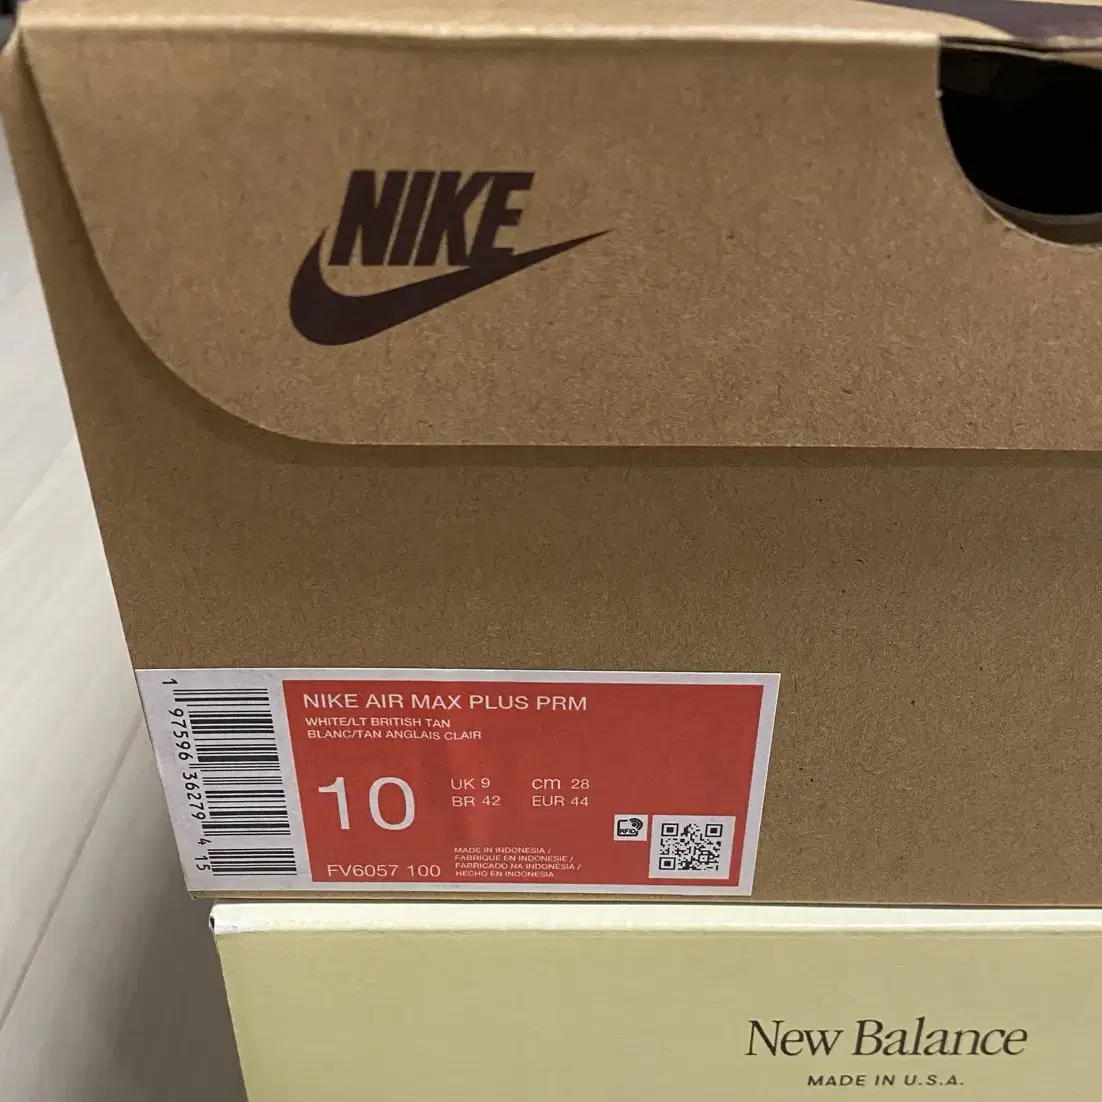 NIKE
NIKE AIR MAX PLUS PRM
WHITE/LT BRITISH TAN
BLANC/TAN ANGLAIS CLAIR
10
UK 9 cm 28
BR 42 EUR 44
RFID
MADE IN INDONESIA /
FABRIQUE EN INDONESIE /
FABRICADO NA INDONÉSIA /
HECHO EN INDONESIA
FV6057 100
1 97596 36279 4 15
New Balance
MADE IN U.S.A.